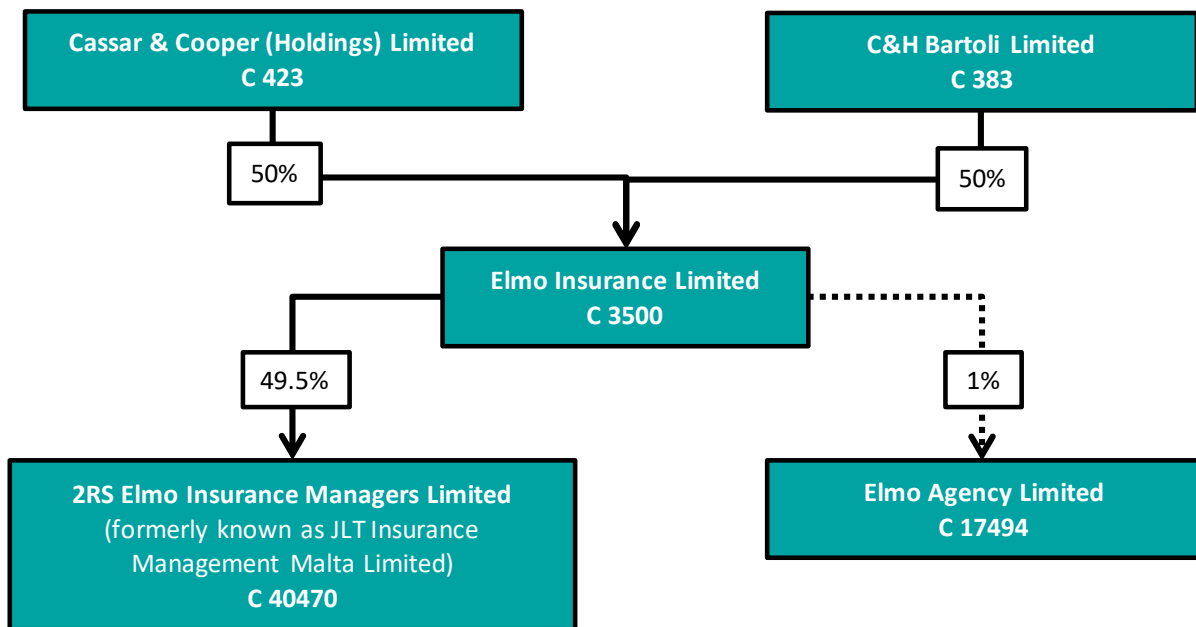 Cassar & Cooper (Holdings) Limited
C 423
C&H Bartoli Limited
C 383
50%
50%
Elmo Insurance Limited
C 3500
49.5%
1%
2RS Elmo Insurance Managers Limited
(formerly known as JLT Insurance
Management Malta Limited)
C 40470
Elmo Agency Limited
C 17494